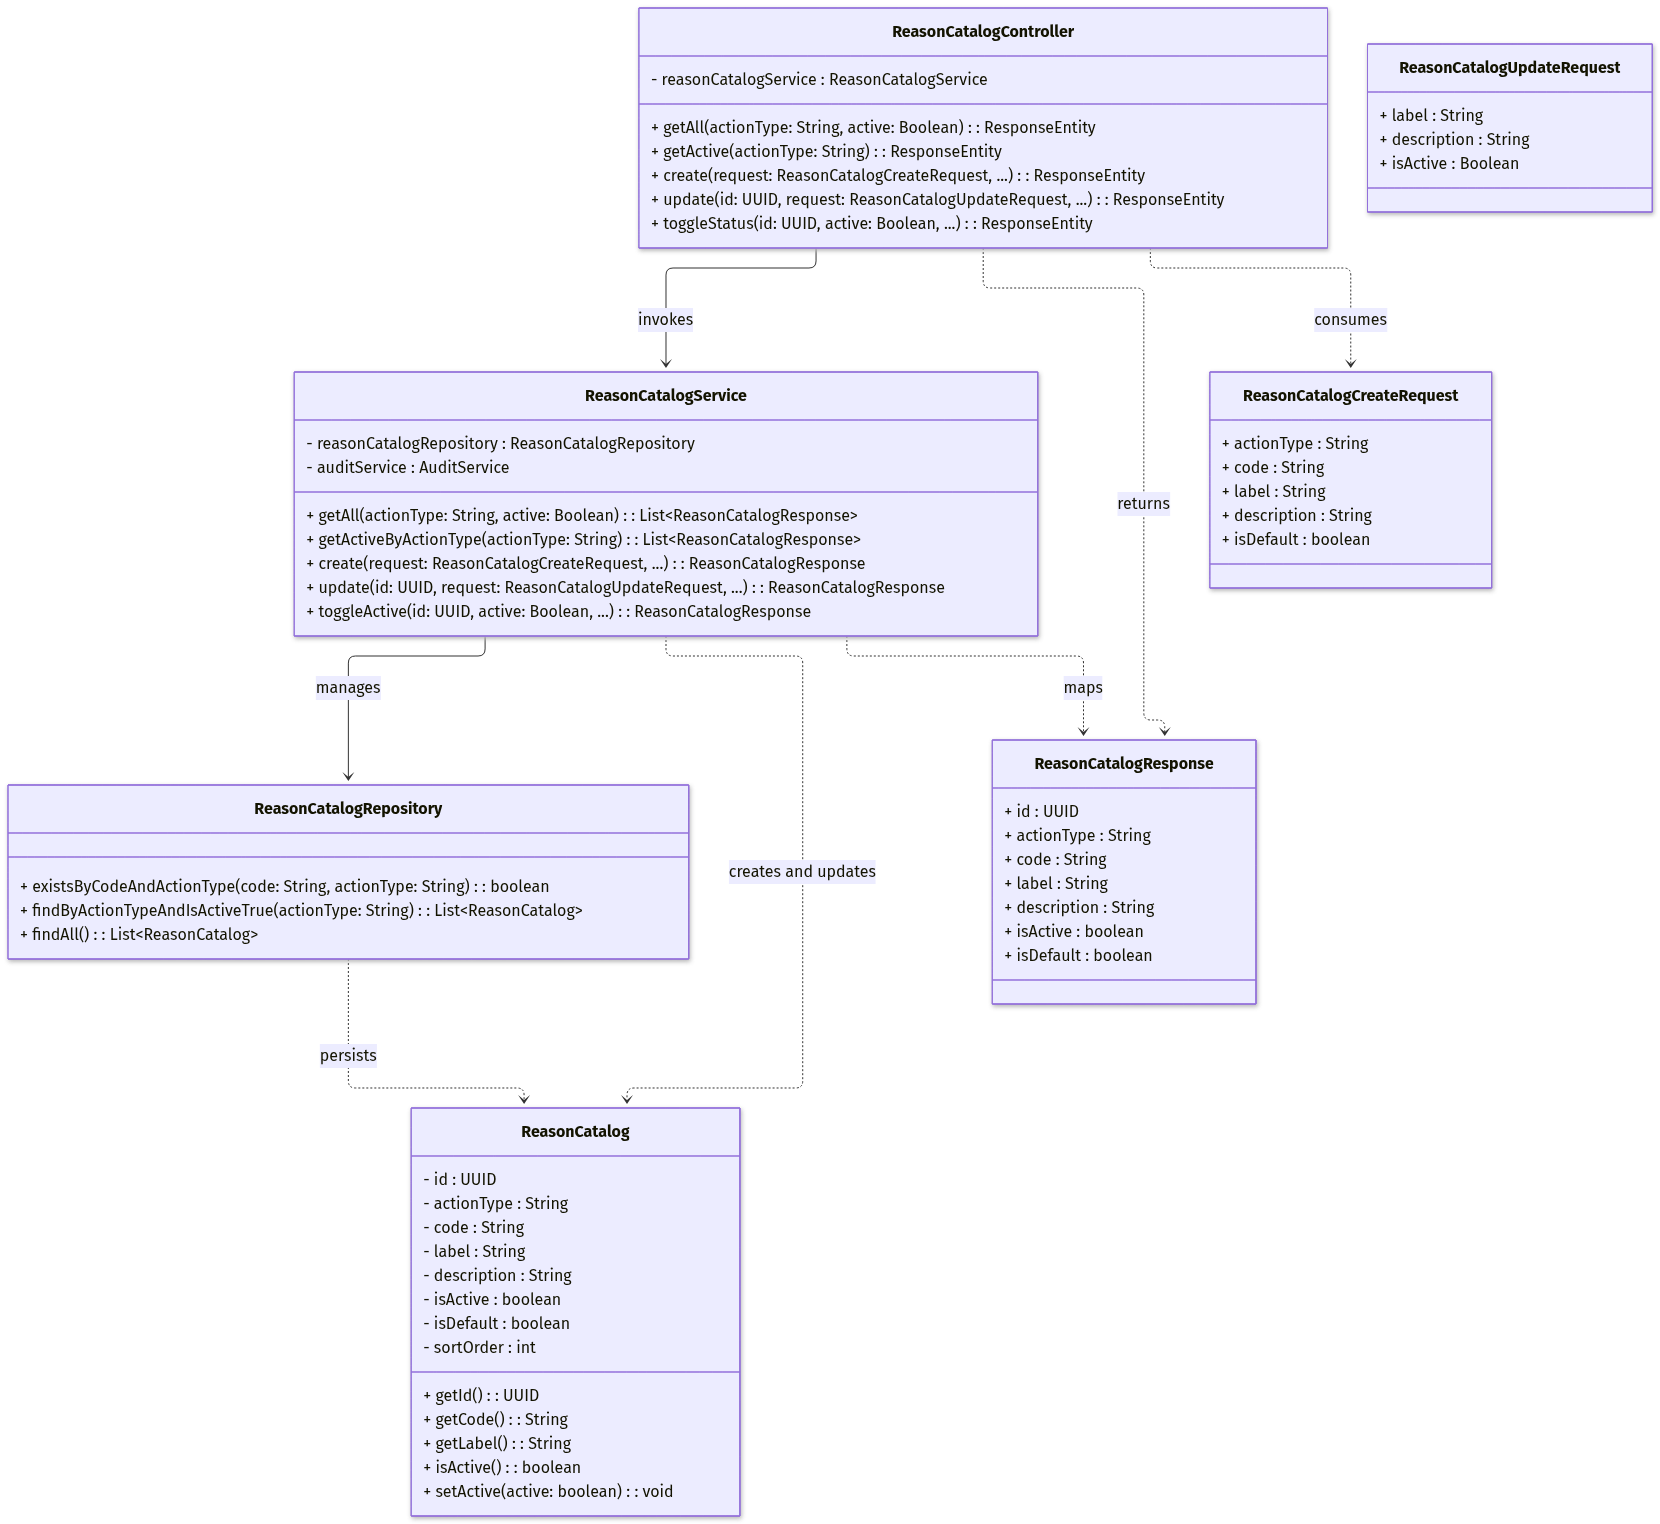 ReasonCatalogController
- reasonCatalogService : ReasonCatalogService
+ getAll(actionType: String, active: Boolean) : : ResponseEntity
+ getActive(actionType: String) : : ResponseEntity
+ create(request: ReasonCatalogCreateRequest, ...) : : ResponseEntity
+ update(id: UUID, request: ReasonCatalogUpdateRequest, ...) : : ResponseEntity
+ toggleStatus(id: UUID, active: Boolean, ...) : : ResponseEntity
ReasonCatalogUpdateRequest
+ label : String
+ description : String
+ isActive : Boolean
invokes
consumes
returns
ReasonCatalogService
- reasonCatalogRepository : ReasonCatalogRepository
- auditService : AuditService
+ getAll(actionType: String, active: Boolean) : : List<ReasonCatalogResponse>
+ getActiveByActionType(actionType: String) : : List<ReasonCatalogResponse>
+ create(request: ReasonCatalogCreateRequest, ...) : : ReasonCatalogResponse
+ update(id: UUID, request: ReasonCatalogUpdateRequest, ...) : : ReasonCatalogResponse
+ toggleActive(id: UUID, active: Boolean, ...) : : ReasonCatalogResponse
ReasonCatalogCreateRequest
+ actionType : String
+ code : String
+ label : String
+ description : String
+ isDefault : boolean
manages
maps
creates and updates
ReasonCatalogRepository
+ existsByCodeAndActionType(code: String, actionType: String) : : boolean
+ findByActionTypeAndIsActiveTrue(actionType: String) : : List<ReasonCatalog>
+ findAll() : : List<ReasonCatalog>
ReasonCatalogResponse
+ id : UUID
+ actionType : String
+ code : String
+ label : String
+ description : String
+ isActive : boolean
+ isDefault : boolean
persists
ReasonCatalog
- id : UUID
- actionType : String
- code : String
- label : String
- description : String
- isActive : boolean
- isDefault : boolean
- sortOrder : int
+ getId() : : UUID
+ getCode() : : String
+ getLabel() : : String
+ isActive() : : boolean
+ setActive(active: boolean) : : void